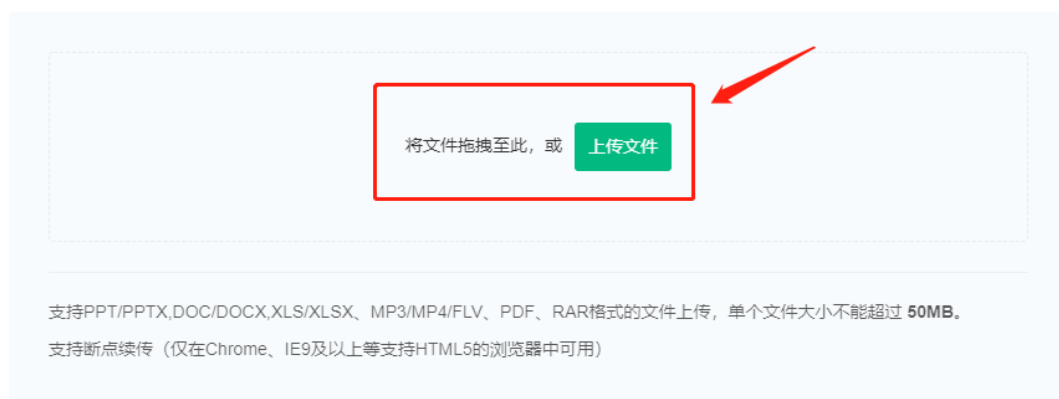 将文件拖拽至此，或 上传文件
支持PPT/PPTX,DOC/DOCX,XLS/XLSX、MP3/MP4/FLV、PDF、RAR格式的文件上传，单个文件大小不能超过 50MB。
支持断点续传（仅在Chrome、IE9及以上等支持HTML5的浏览器中可用）